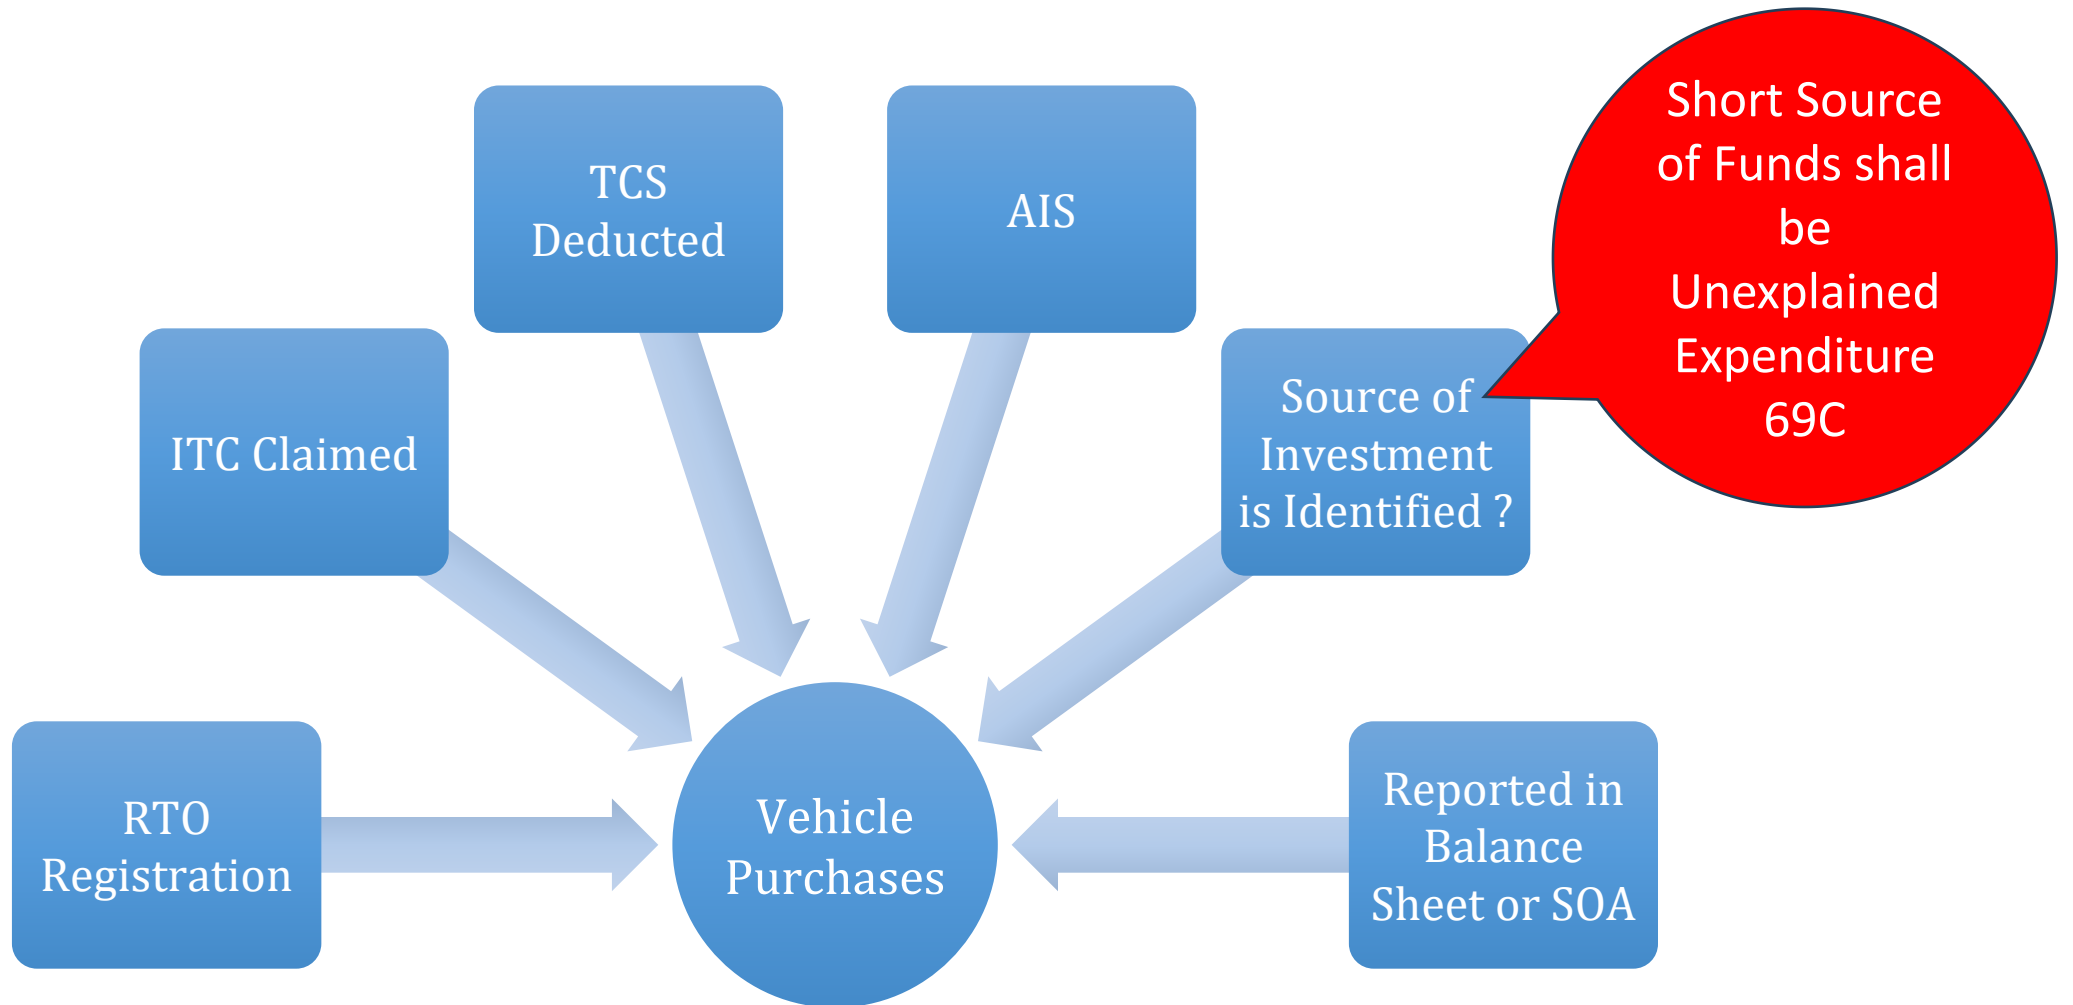 TCS
Deducted
AIS
Short Source
of Funds shall
be
Unexplained
Expenditure
69C
ITC Claimed
Source of
Investment
is Identified ?
RTO
Registration
Vehicle
Purchases
Reported in
Balance
Sheet or SOA